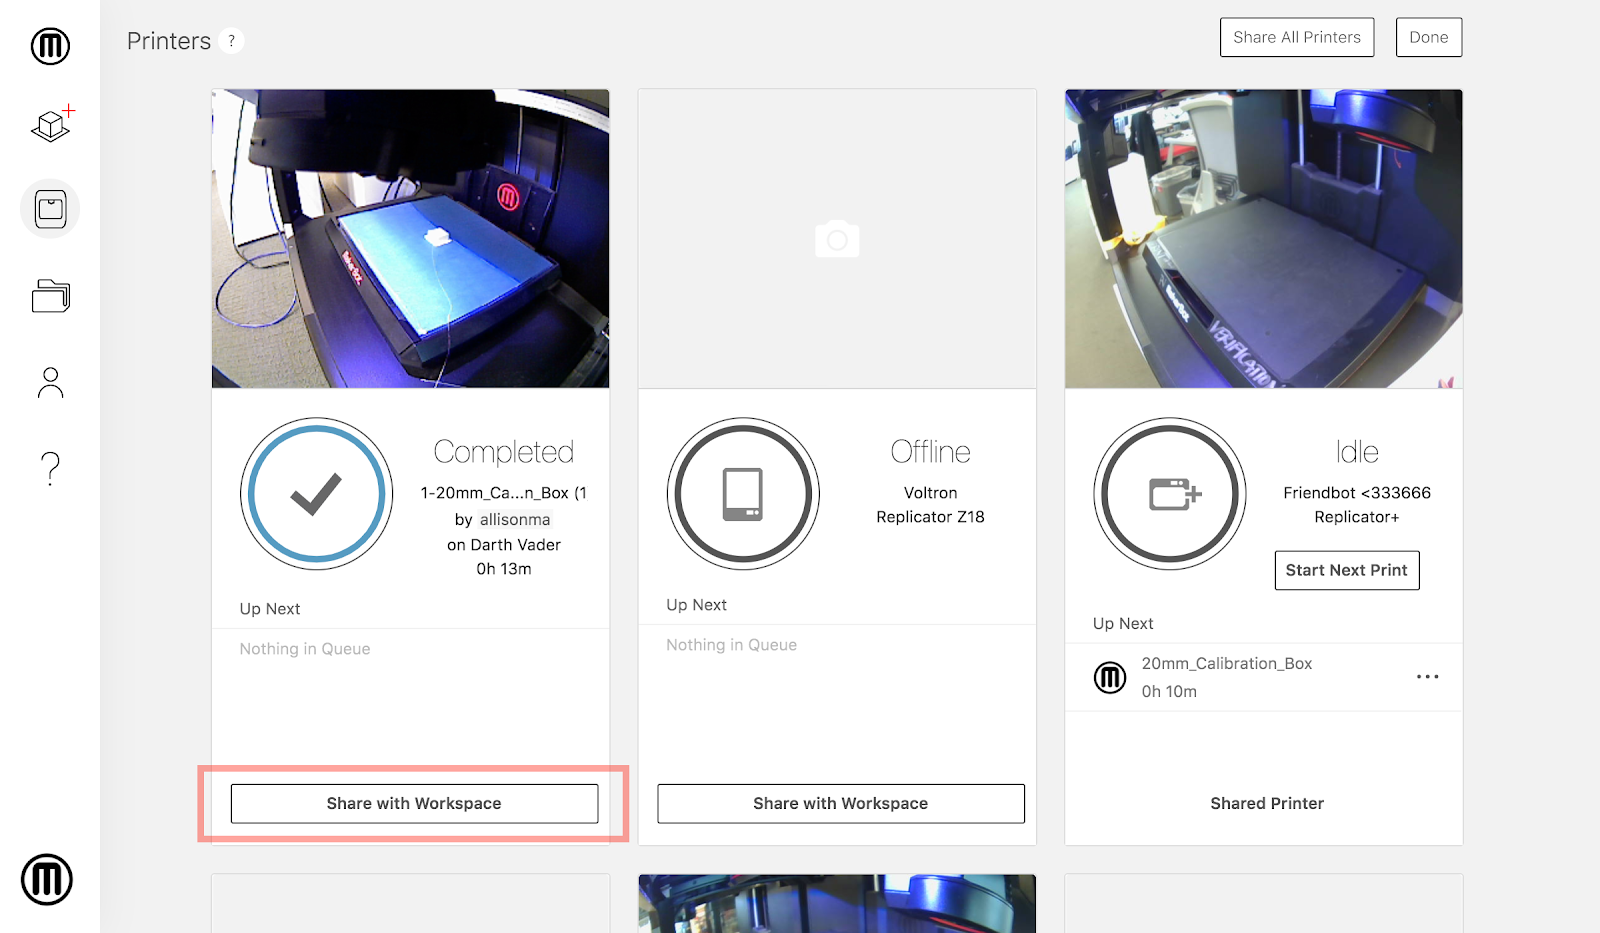 Printers ?
Share All Printers
Done
MakerBot
VERIFICATION
Completed
1-20mm_Ca...n_Box (1
by allisonma
on Darth Vader
0h 13m
Up Next
Nothing in Queue
Share with Workspace
Offline
Voltron
Replicator Z18
Up Next
Nothing in Queue
Share with Workspace
Idle
Friendbot <333666
Replicator+
Start Next Print
Up Next
20mm_Calibration_Box
0h 10m
Shared Printer